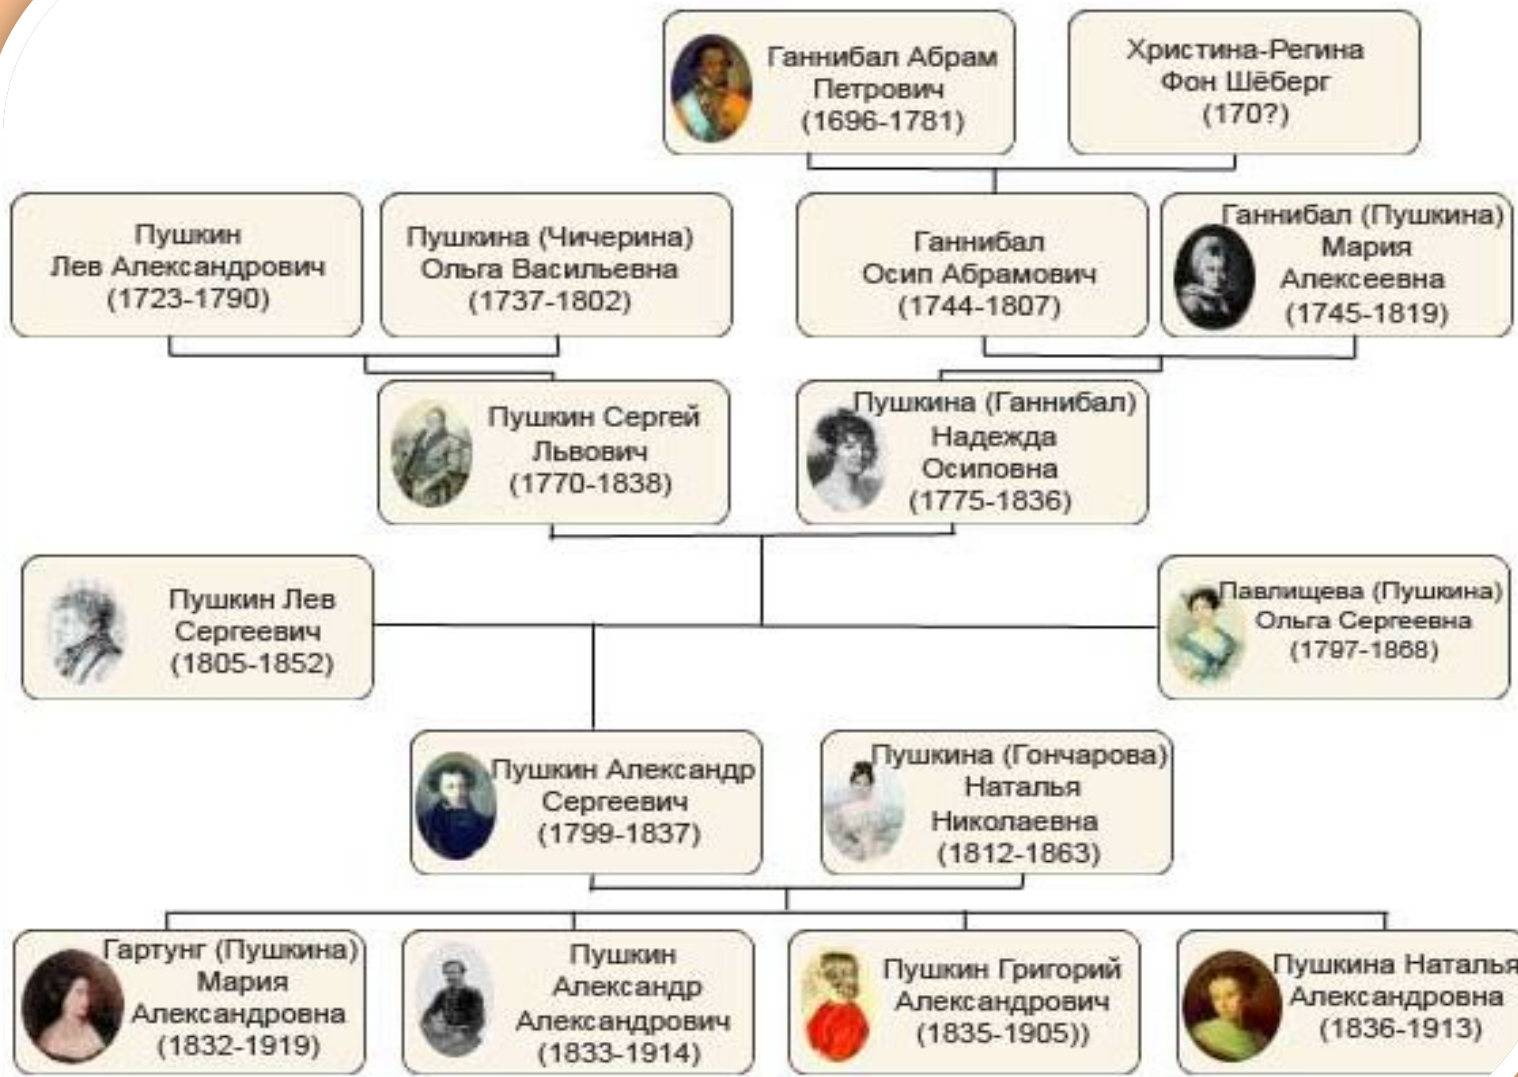 Ганнибал Абрам
Петрович
(1696-1781)
Христина-Регина
Фон Шёберг
(170?)
Пушкин
Лев Александрович
(1723-1790)
Пушкина (Чичерина)
Ольга Васильевна
(1737-1802)
Ганнибал
Осип Абрамович
(1744-1807)
Ганнибал (Пушкина)
Мария
Алексеевна
(1745-1819)
Пушкин Сергей
Львович
(1770-1838)
Пушкина (Ганнибал)
Надежда
Осиповна
(1775-1836)
Пушкин Лев
Сергеевич
(1805-1852)
Павлищева (Пушкина)
Ольга Сергеевна
(1797-1868)
Пушкин Александр
Сергеевич
(1799-1837)
Пушкина (Гончарова)
Наталья
Николаевна
(1812-1863)
Гартунг (Пушкина)
Мария
Александровна
(1832-1919)
Пушкин
Александр
Александрович
(1833-1914)
Пушкин Григорий
Александрович
(1835-1905))
Пушкина Наталья
Александровна
(1836-1913)